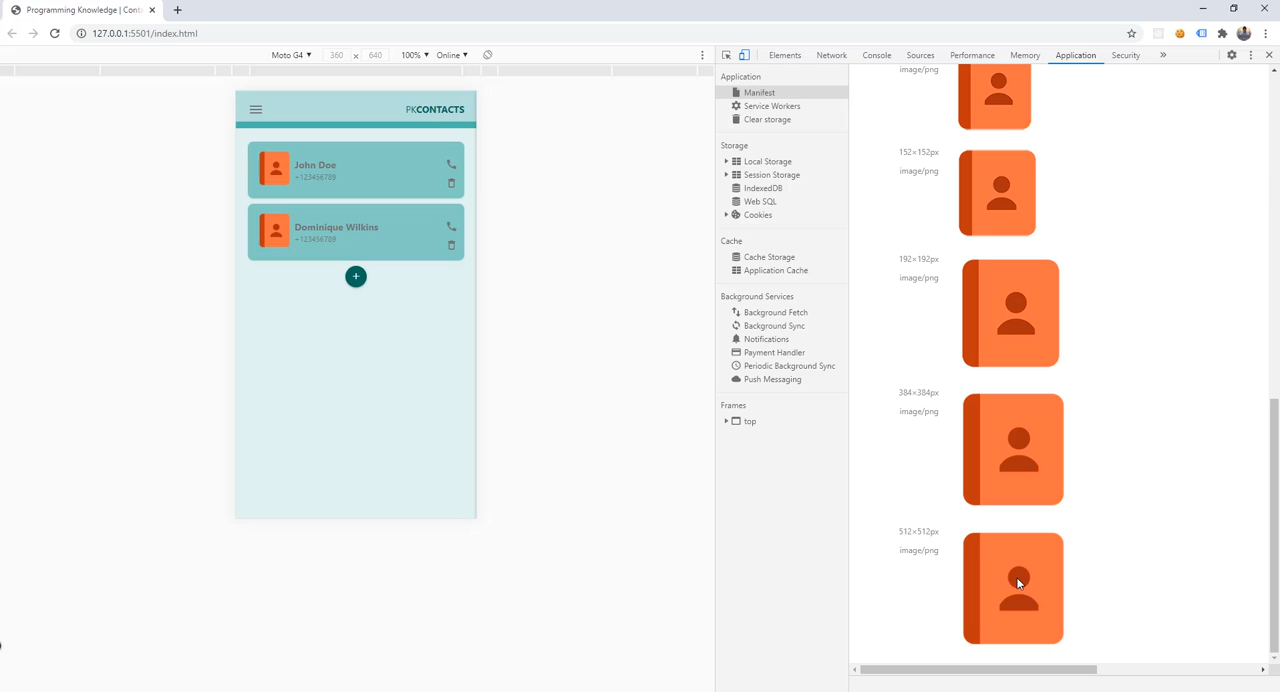 Programming Knowledge | Cont
127.0.0.1:5501/index.html
Moto G4 ▼ 360 x 640 100% ▼ Online ▼
Elements Network Console Sources Performance Memory Application Security »
PKCONTACTS
John Doe
+123456789
Dominique Wilkins
+123456789
+
Application
Manifest
Service Workers
Clear storage
Storage
Local Storage
Session Storage
IndexedDB
Web SQL
Cookies
Cache
Cache Storage
Application Cache
Background Services
Background Fetch
Background Sync
Notifications
Payment Handler
Periodic Background Sync
Push Messaging
Frames
top
image/png
152×152px
image/png
192×192px
image/png
384×384px
image/png
512×512px
image/png